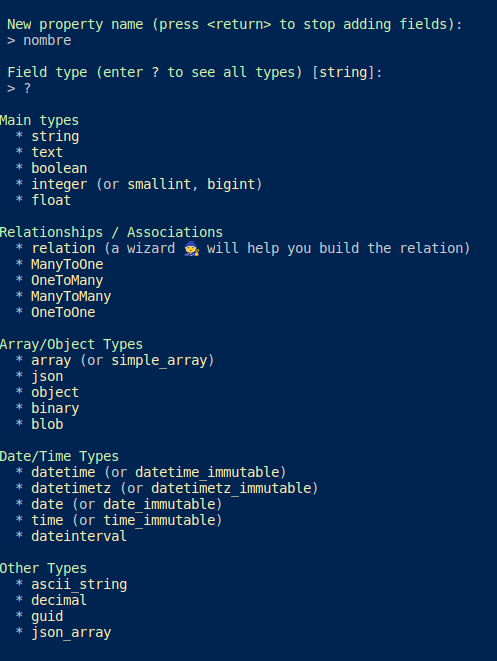 New property name (press <return> to stop adding fields):
> nombre
Field type (enter ? to see all types) [string]:
> ?
Main types
* string
* text
* boolean
* integer (or smallint, bigint)
* float
Relationships / Associations
* relation (a wizard 🧙 will help you build the relation)
* ManyToOne
* OneToMany
* ManyToMany
* OneToOne
Array/Object Types
* array (or simple_array)
* json
* object
* binary
* blob
Date/Time Types
* datetime (or datetime_immutable)
* datetimetz (or datetimetz_immutable)
* date (or date_immutable)
* time (or time_immutable)
* dateinterval
Other Types
* ascii_string
* decimal
* guid
* json_array